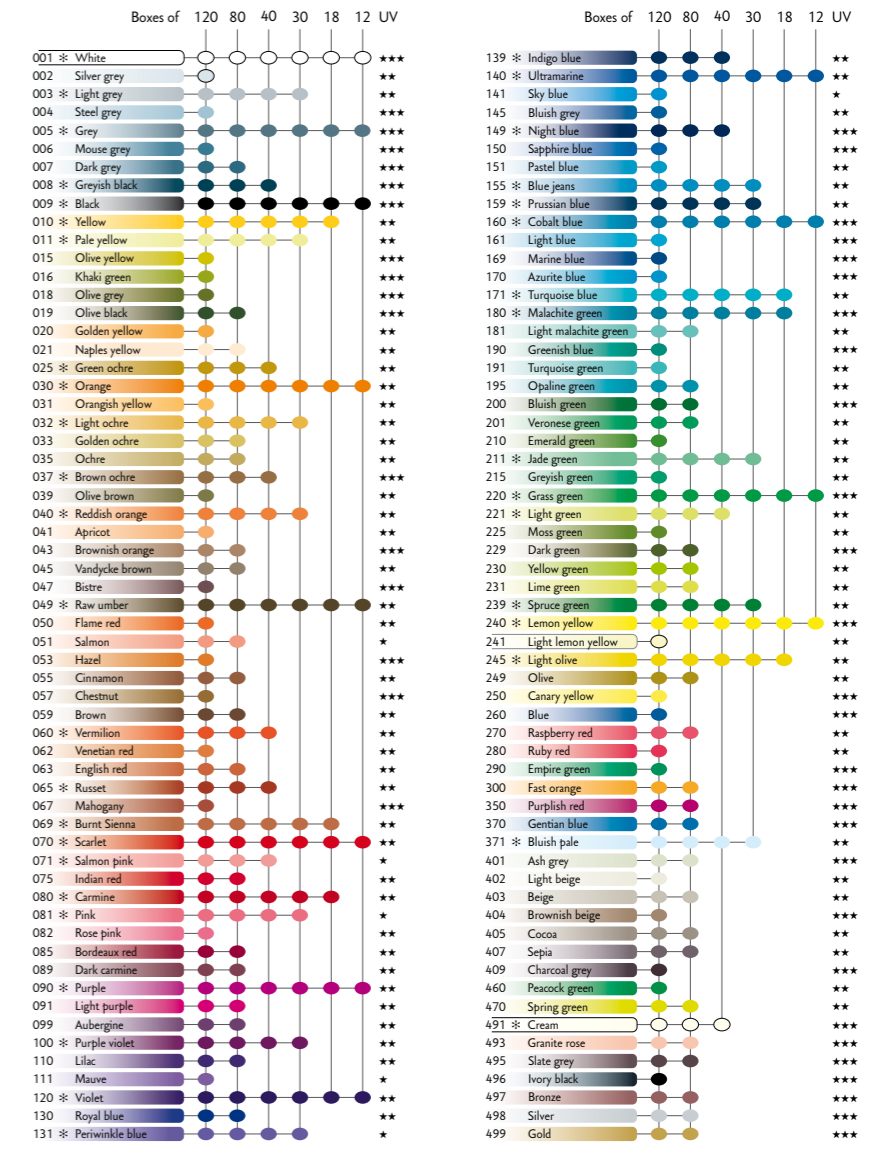 Boxes of 120 80 40 30 18 12 UV
001 * White ★★★
002 Silver grey ★★
003 * Light grey ★★
004 Steel grey ★★★
005 * Grey ★★★
006 Mouse grey ★★★
007 Dark grey ★★★
008 * Greyish black ★★★
009 * Black ★★★
010 * Yellow ★★
011 * Pale yellow ★★
015 Olive yellow ★★★
016 Khaki green ★★★
018 Olive grey ★★★
019 Olive black ★★★
020 Golden yellow ★★
021 Naples yellow ★★
025 * Green ochre ★★
030 * Orange ★★
031 Orangish yellow ★★
032 * Light ochre ★★
033 Golden ochre ★★
035 Ochre ★★
037 * Brown ochre ★★★
039 Olive brown ★★
040 * Reddish orange ★★
041 Apricot ★★
043 Brownish orange ★★★
045 Vandycke brown ★★
047 Bistre ★★★
049 * Raw umber ★★
050 Flame red ★★
051 Salmon ★
053 Hazel ★★★
055 Cinnamon ★★
057 Chestnut ★★★
059 Brown ★★
060 * Vermilion ★★
062 Venetian red ★★
063 English red ★★
065 * Russet ★★
067 Mahogany ★★★
069 * Burnt Sienna ★★
070 * Scarlet ★★
071 * Salmon pink ★
075 Indian red ★★
080 * Carmine ★★
081 * Pink ★
082 Rose pink ★★
085 Bordeaux red ★★
089 Dark carmine ★★
090 * Purple ★★
091 Light purple ★★
099 Aubergine ★★
100 * Purple violet ★★
110 Lilac ★★
111 Mauve ★
120 * Violet ★★
130 Royal blue ★★
131 * Periwinkle blue ★
Boxes of 120 80 40 30 18 12 UV
139 * Indigo blue ★★
140 * Ultramarine ★★
141 Sky blue ★
145 Bluish grey ★★
149 * Night blue ★★★
150 Sapphire blue ★★★
151 Pastel blue ★★
155 * Blue jeans ★★
159 * Prussian blue ★★
160 * Cobalt blue ★★★
161 Light blue ★★★
169 Marine blue ★★★
170 Azurite blue ★★★
171 * Turquoise blue ★★
180 * Malachite green ★★★
181 Light malachite green ★★
190 Greenish blue ★★★
191 Turquoise green ★★
195 Opaline green ★★
200 Bluish green ★★★
201 Veronese green ★★
210 Emerald green ★★
211 * Jade green ★★
215 Greyish green ★★
220 * Grass green ★★★
221 * Light green ★★
225 Moss green ★★
229 Dark green ★★★
230 Yellow green ★★
231 Lime green ★★
239 * Spruce green ★★
240 * Lemon yellow ★★★
241 Light lemon yellow ★★
245 * Light olive ★★
249 Olive ★★
250 Canary yellow ★★★
260 Blue ★★★
270 Raspberry red ★★
280 Ruby red ★★
290 Empire green ★★★
300 Fast orange ★★★
350 Purplish red ★★★
370 Gentian blue ★★★
371 * Bluish pale ★★
401 Ash grey ★★★
402 Light beige ★★
403 Beige ★★
404 Brownish beige ★★★
405 Cocoa ★★
407 Sepia ★★
409 Charcoal grey ★★★
460 Peacock green ★★
470 Spring green ★★
491 * Cream ★★★
493 Granite rose ★★★
495 Slate grey ★★★
496 Ivory black ★★★
497 Bronze ★★★
498 Silver ★★★
499 Gold ★★★